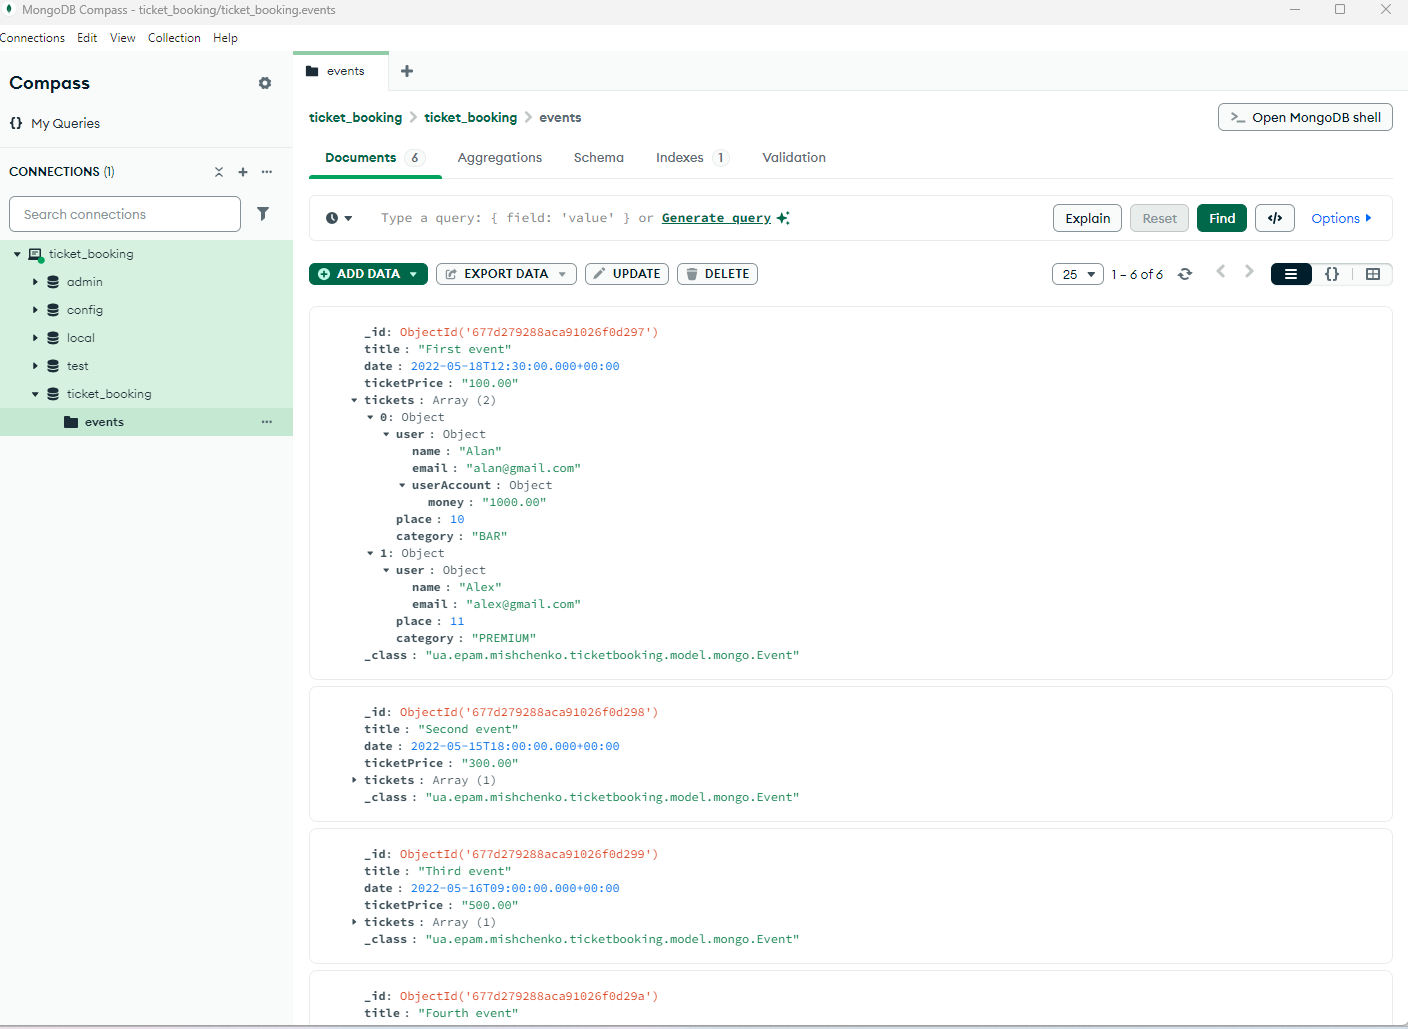 MongoDB Compass - ticket_booking/ticket_booking.events
Connections Edit View Collection Help
Compass
My Queries
CONNECTIONS (1)
Search connections
ticket_booking
admin
config
local
test
ticket_booking
events
events
ticket_booking > ticket_booking > events
>_ Open MongoDB shell
Documents 6 Aggregations Schema Indexes 1 Validation
Type a query: { field: 'value' } or Generate query
Explain Reset Find </> Options
ADD DATA EXPORT DATA UPDATE DELETE
25 1 – 6 of 6 {}
_id: ObjectId('677d279288aca91026f0d297')
title : "First event"
date : 2022-05-18T12:30:00.000+00:00
ticketPrice : "100.00"
tickets : Array (2)
0: Object
user : Object
name : "Alan"
email : "alan@gmail.com"
userAccount : Object
money : "1000.00"
place : 10
category : "BAR"
1: Object
user : Object
name : "Alex"
email : "alex@gmail.com"
place : 11
category : "PREMIUM"
_class : "ua.epam.mishchenko.ticketbooking.model.mongo.Event"
_id: ObjectId('677d279288aca91026f0d298')
title : "Second event"
date : 2022-05-15T18:00:00.000+00:00
ticketPrice : "300.00"
tickets : Array (1)
_class : "ua.epam.mishchenko.ticketbooking.model.mongo.Event"
_id: ObjectId('677d279288aca91026f0d299')
title : "Third event"
date : 2022-05-16T09:00:00.000+00:00
ticketPrice : "500.00"
tickets : Array (1)
_class : "ua.epam.mishchenko.ticketbooking.model.mongo.Event"
_id: ObjectId('677d279288aca91026f0d29a')
title : "Fourth event"